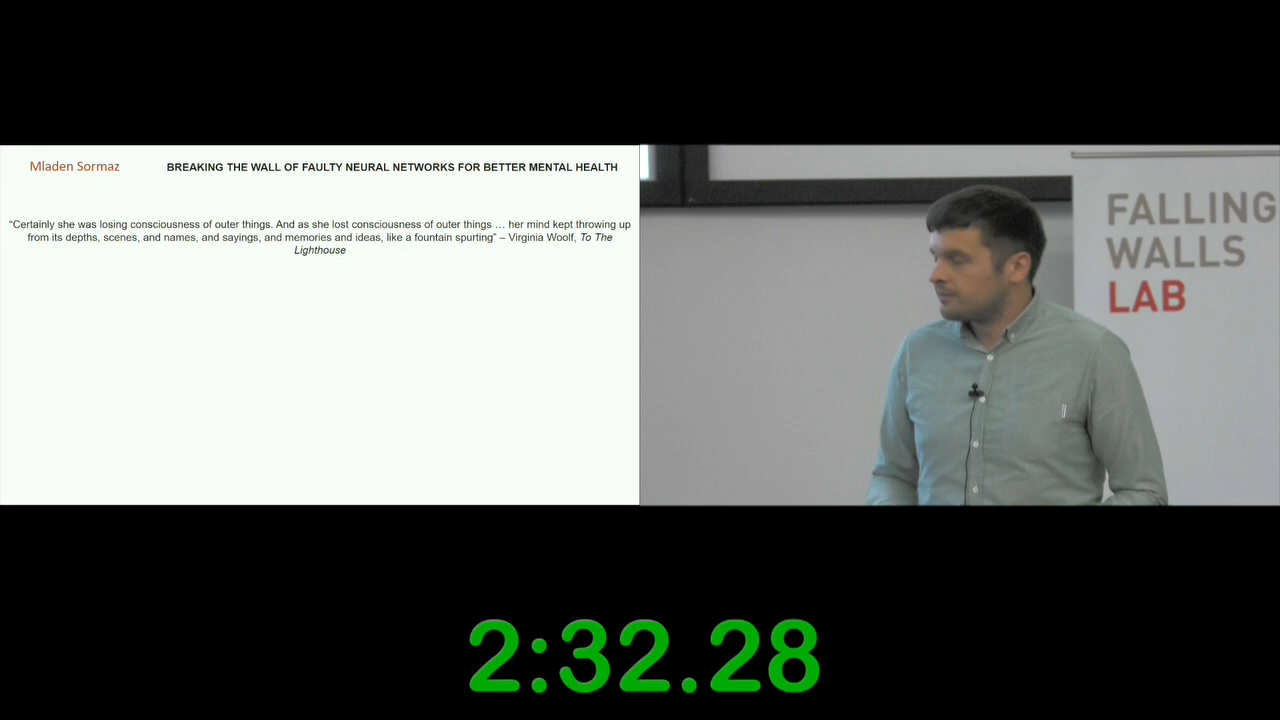 Mladen Sormaz
BREAKING THE WALL OF FAULTY NEURAL NETWORKS FOR BETTER MENTAL HEALTH
“Certainly she was losing consciousness of outer things. And as she lost consciousness of outer things … her mind kept throwing up
from its depths, scenes, and names, and sayings, and memories and ideas, like a fountain spurting” – Virginia Woolf, To The
Lighthouse
FALLING
WALLS
LAB
2:32.28